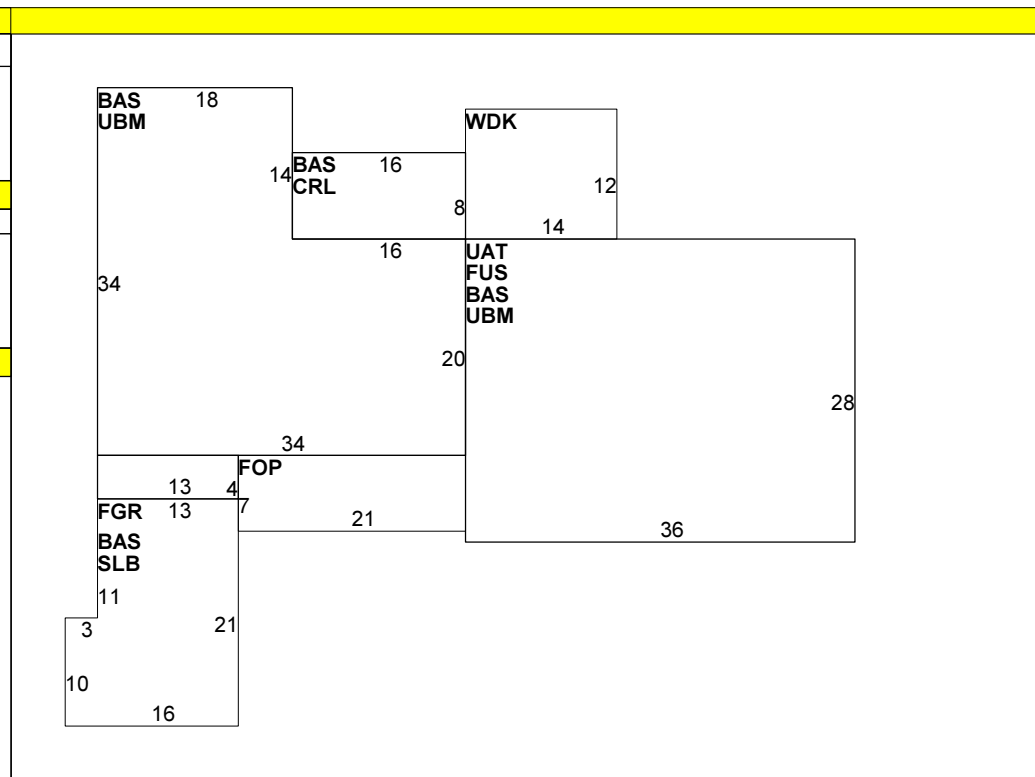 BAS 18
UBM
WDK
14 BAS 16
CRL
12
8
14
16 UAT
FUS
BAS
UBM
34
20
28
34
FOP
13 4
7
FGR 13
21
36
BAS
SLB
11
3
21
10
16